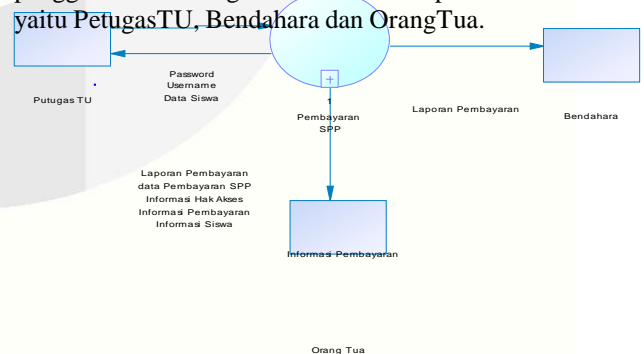 yaitu PetugasTU, Bendahara dan OrangTua.
Putugas TU
Password
Username
Data Siswa
+
1
Pembayaran
SPP
Laporan Pembayaran
Bendahara
Laporan Pembayaran
data Pembayaran SPP
Informasi Hak Akses
Informasi Pembayaran
Informasi Siswa
Informasi Pembayaran
Orang Tua